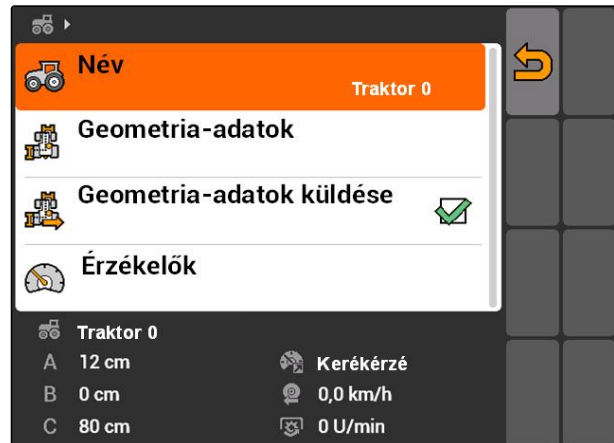 Név
Traktor 0
Geometria-adatok
Geometria-adatok küldése
Érzékelők
Traktor 0
A 12 cm Kerékérzé
B 0 cm 0,0 km/h
C 80 cm 0 U/min